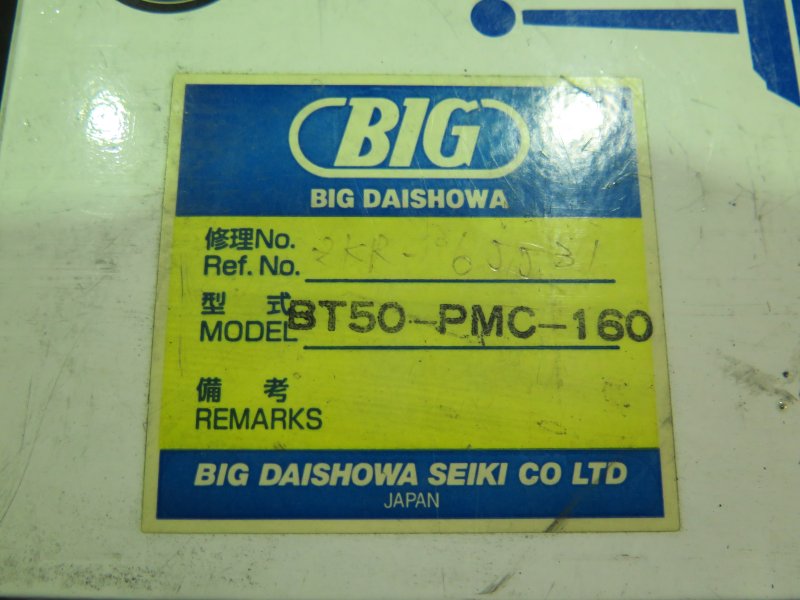 BIG
BIG DAISHOWA
修理No.
Ref. No.
型 式
MODEL BT50-PMC-160
備 考
REMARKS
BIG DAISHOWA SEIKI CO LTD
JAPAN